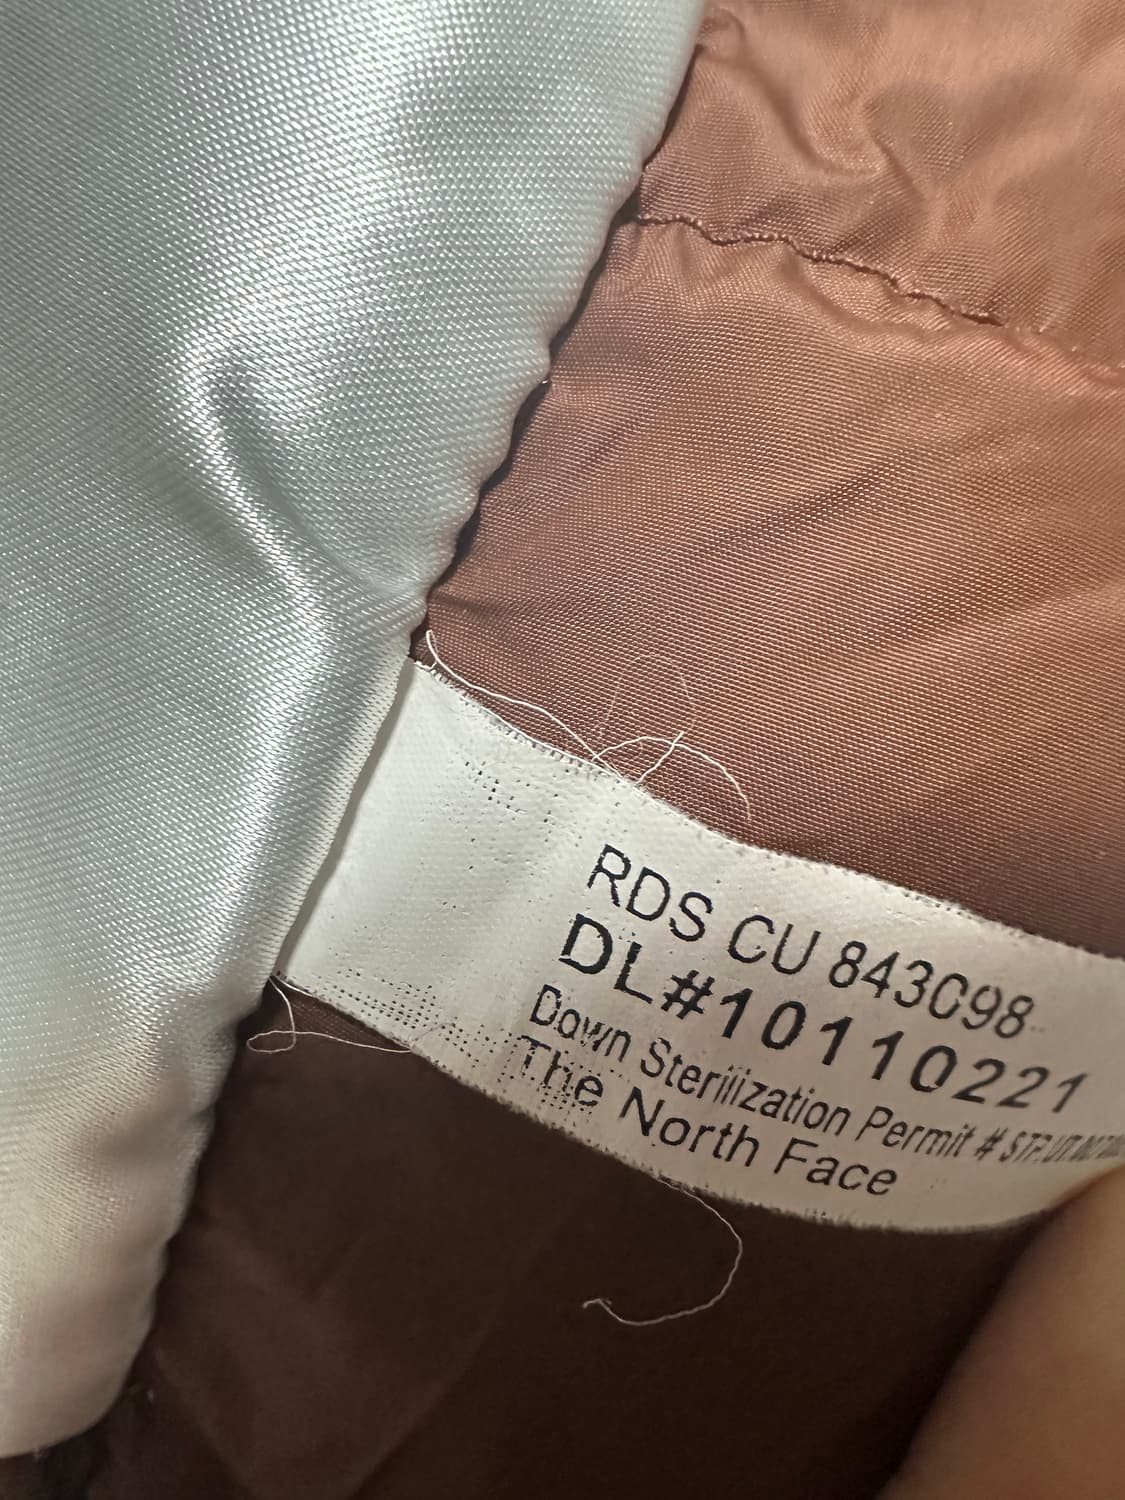 RDS CU 843098
DL#10110221
Down Sterilization Permit #
The North Face